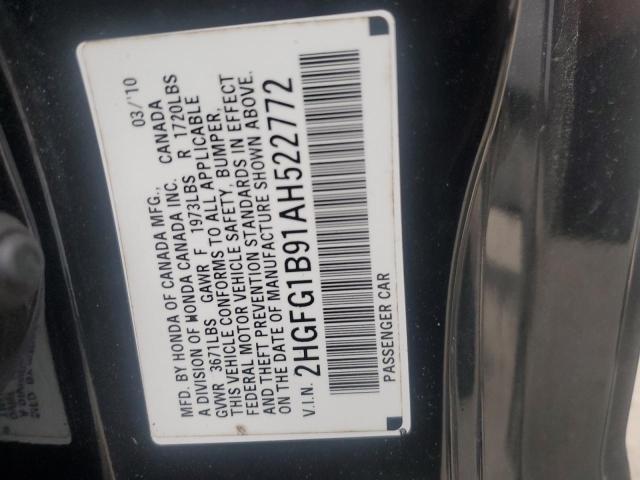 03/'10
MFD. BY HONDA OF CANADA MFG., CANADA
A DIVISION OF WONDA CANADA INC.
GVWR 3671LBS GAWR F 1973LBS R 1720LBS
THIS VEHICLE CONFORMS TO ALL APPLICABLE
FEDERAL MOTOR VEHICLE SAFETY, BUMPER,
AND THEFT PREVENTION STANDARDS IN EFFECT
ON THE DATE OF MANUFACTURE SHOWN ABOVE.
V.I.N. 2HGFG1B91AH522772
PASSENGER CAR